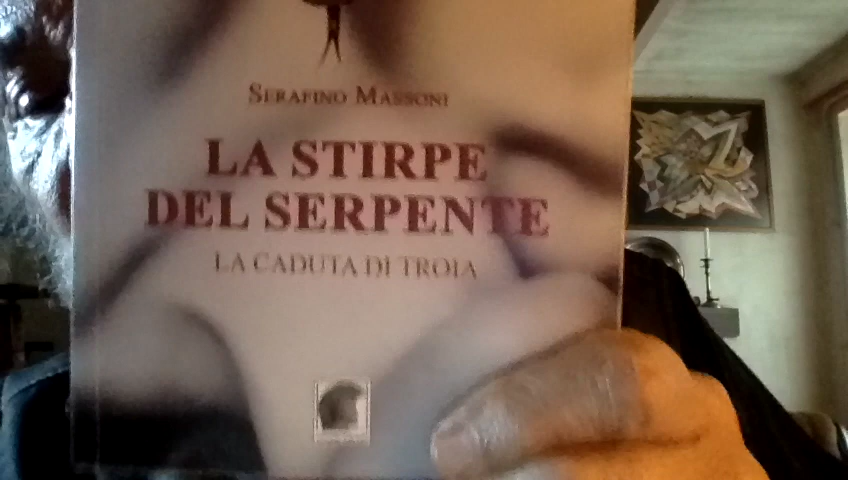 SERAFINO MASSONI
LA STIRPE
DEL SERPENTE
LA CADUTA DI TROIA